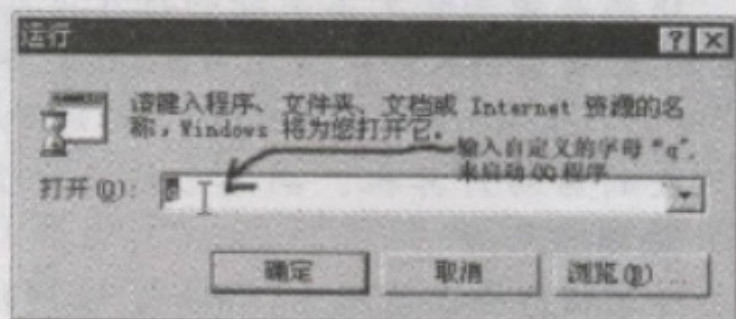 运行
请键入程序、文件夹、文档或 Internet 资源的名
称，Windows 将为您打开它。
输入自定义的字母“q”，
来启动 QQ 程序
打开(O):
确定
取消
浏览(B)...